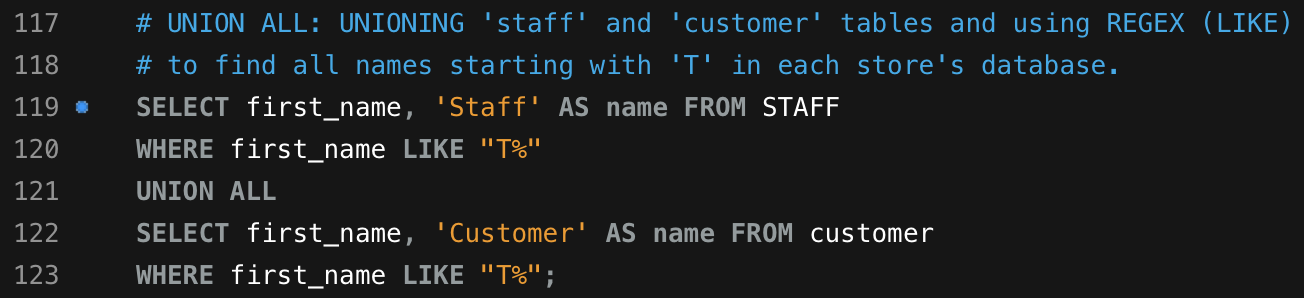 117 # UNION ALL: UNIONING 'staff' and 'customer' tables and using REGEX (LIKE)
118 # to find all names starting with 'T' in each store's database.
119 SELECT first_name, 'Staff' AS name FROM STAFF
120 WHERE first_name LIKE "T%"
121 UNION ALL
122 SELECT first_name, 'Customer' AS name FROM customer
123 WHERE first_name LIKE "T%";